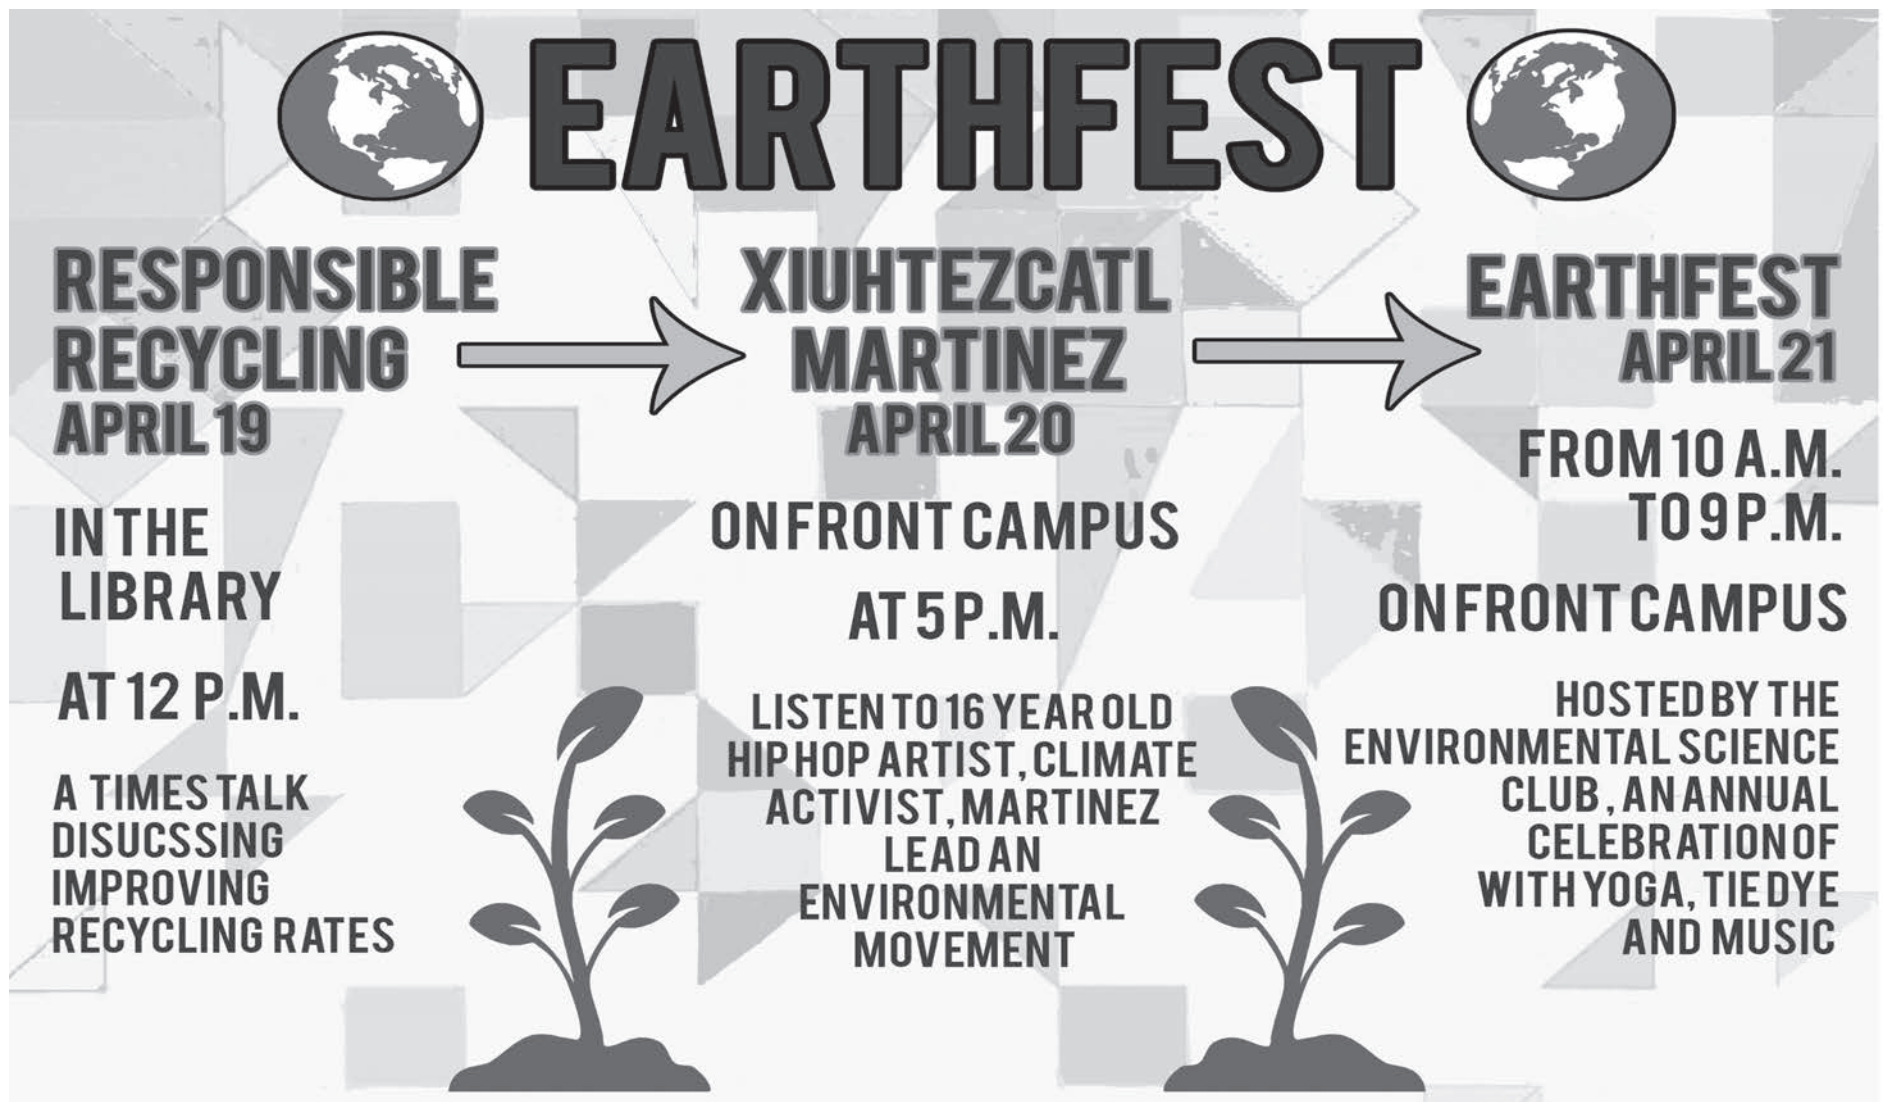 EARTHFEST
RESPONSIBLE
RECYCLING
APRIL 19
IN THE
LIBRARY
AT 12 P.M.
A TIMES TALK
DISUCSSING
IMPROVING
RECYCLING RATES
XIUHTEZCATL
MARTINEZ
APRIL 20
ON FRONT CAMPUS
AT 5 P.M.
LISTEN TO 16 YEAR OLD
HIP HOP ARTIST, CLIMATE
ACTIVIST, MARTINEZ
LEAD AN
ENVIRONMENTAL
MOVEMENT
EARTHFEST
APRIL 21
FROM 10 A.M.
TO 9 P.M.
ON FRONT CAMPUS
HOSTED BY THE
ENVIRONMENTAL SCIENCE
CLUB, AN ANNUAL
CELEBRATION OF
WITH YOGA, TIE DYE
AND MUSIC